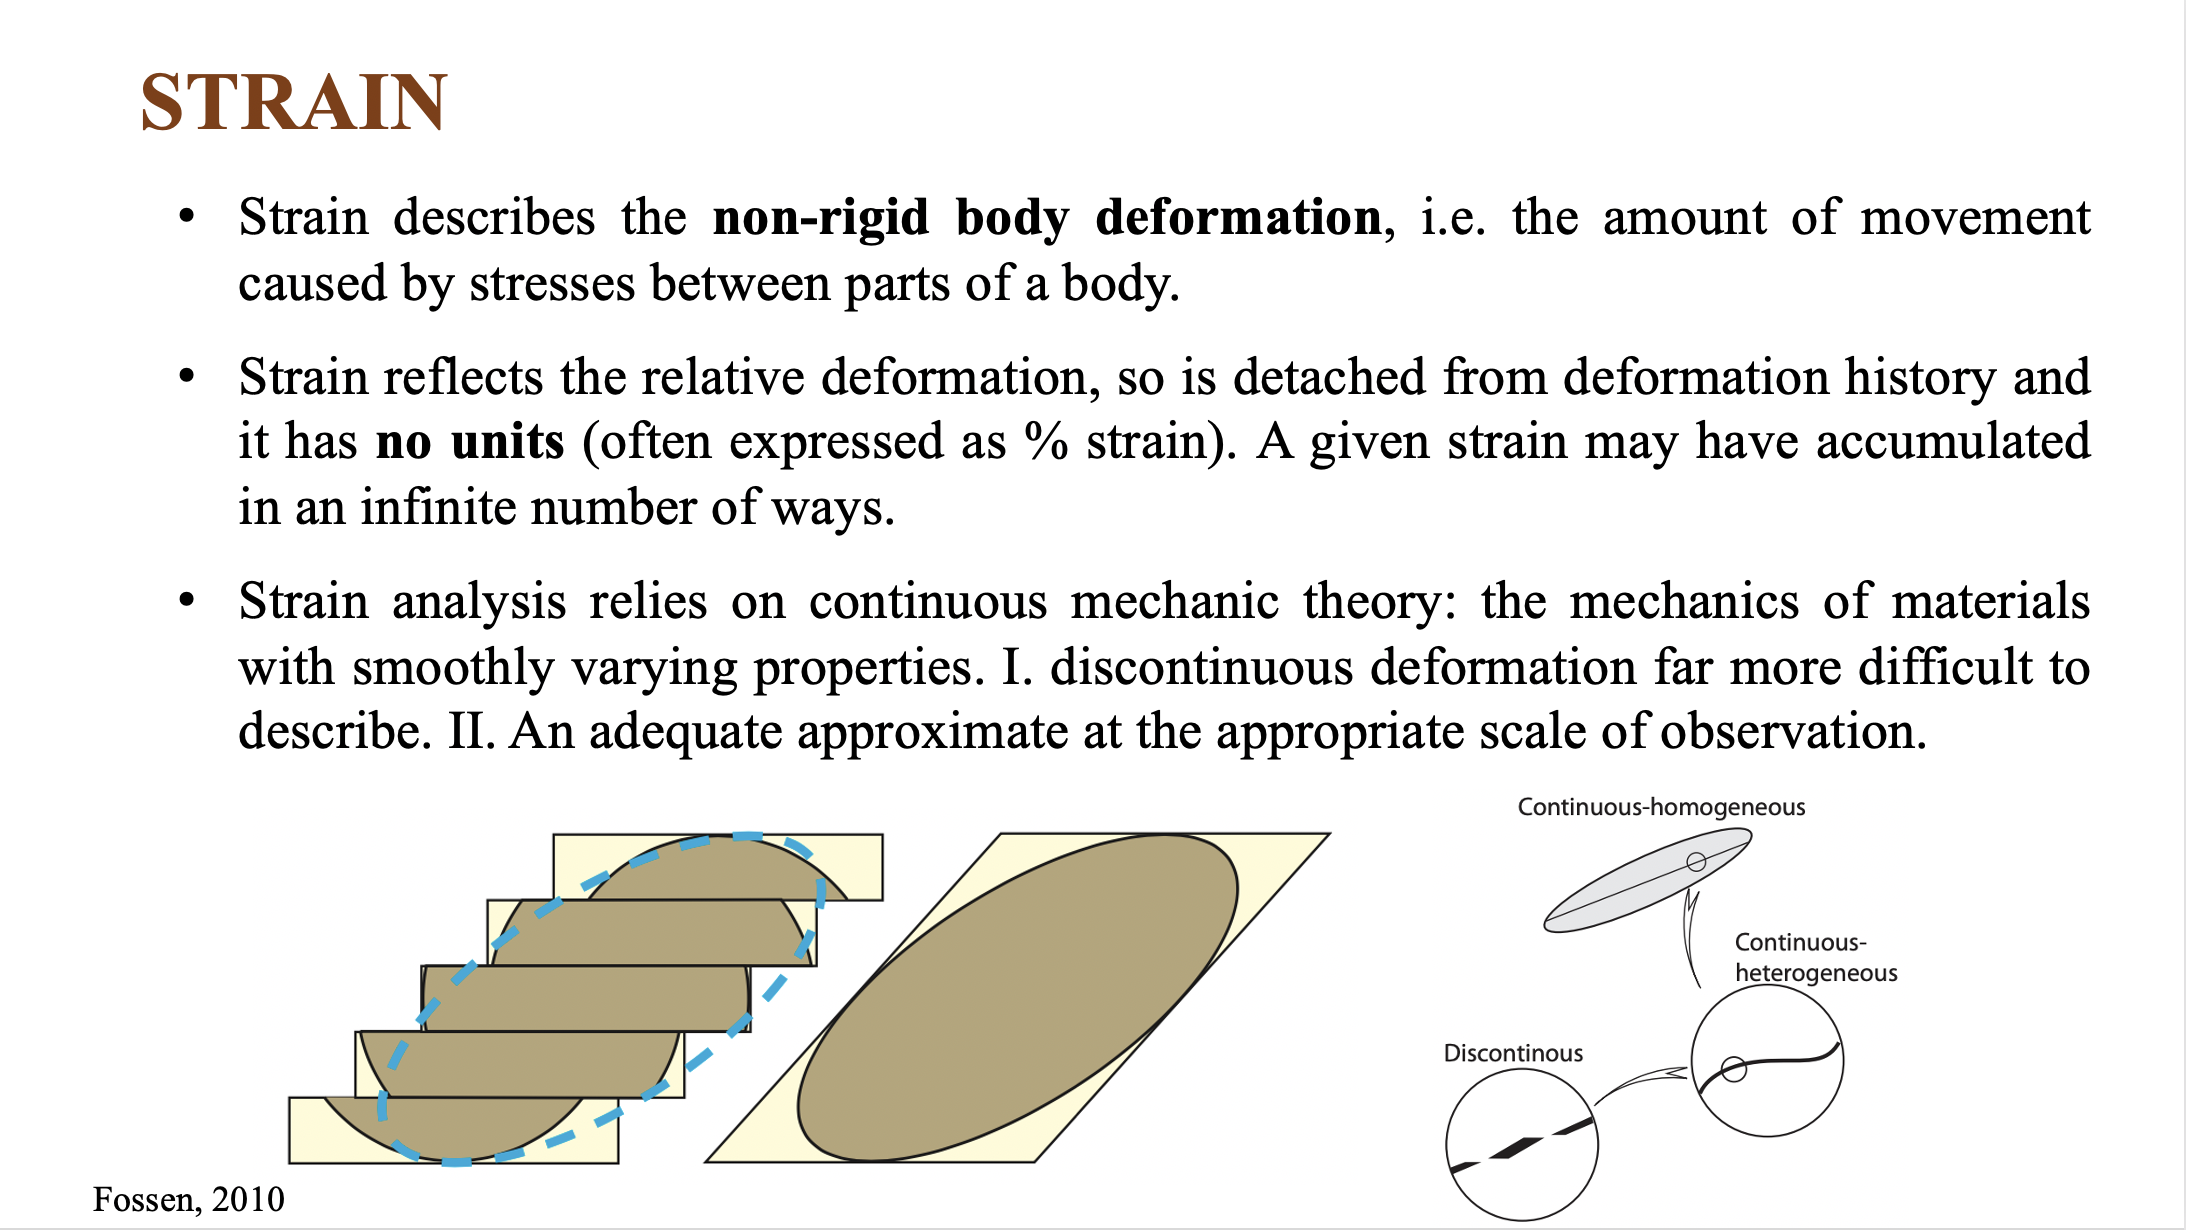 STRAIN
• Strain describes the non-rigid body deformation, i.e. the amount of movement
caused by stresses between parts of a body.
• Strain reflects the relative deformation, so is detached from deformation history and
it has no units (often expressed as % strain). A given strain may have accumulated
in an infinite number of ways.
• Strain analysis relies on continuous mechanic theory: the mechanics of materials
with smoothly varying properties. I. discontinuous deformation far more difficult to
describe. II. An adequate approximate at the appropriate scale of observation.
Continuous-homogeneous
Continuous-
heterogeneous
Discontinous
Fossen, 2010